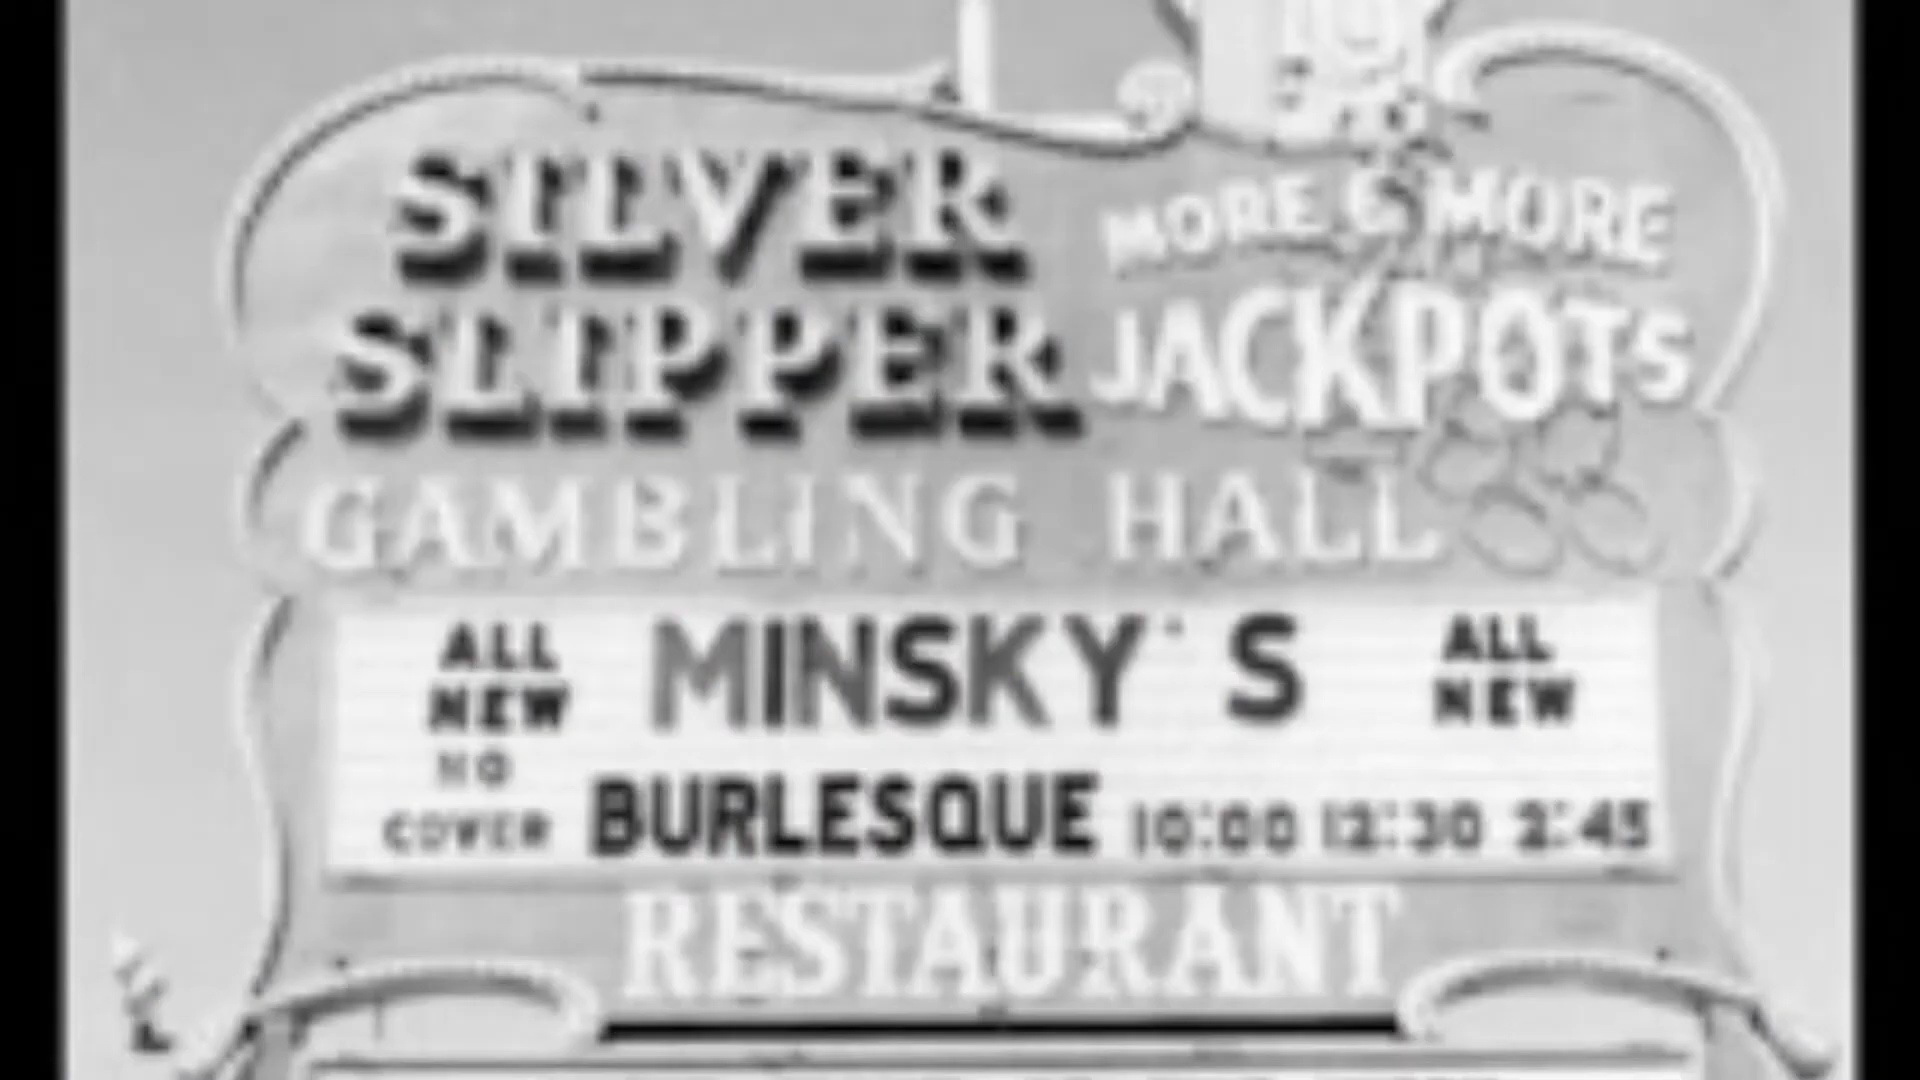 SILVER
SLIPPER
MORE & MORE
JACKPOTS
GAMBLING HALL
ALL
NEW
MINSKY'S
ALL
NEW
NO
COVER
BURLESQUE 10:00 12:30 2:45
RESTAURANT